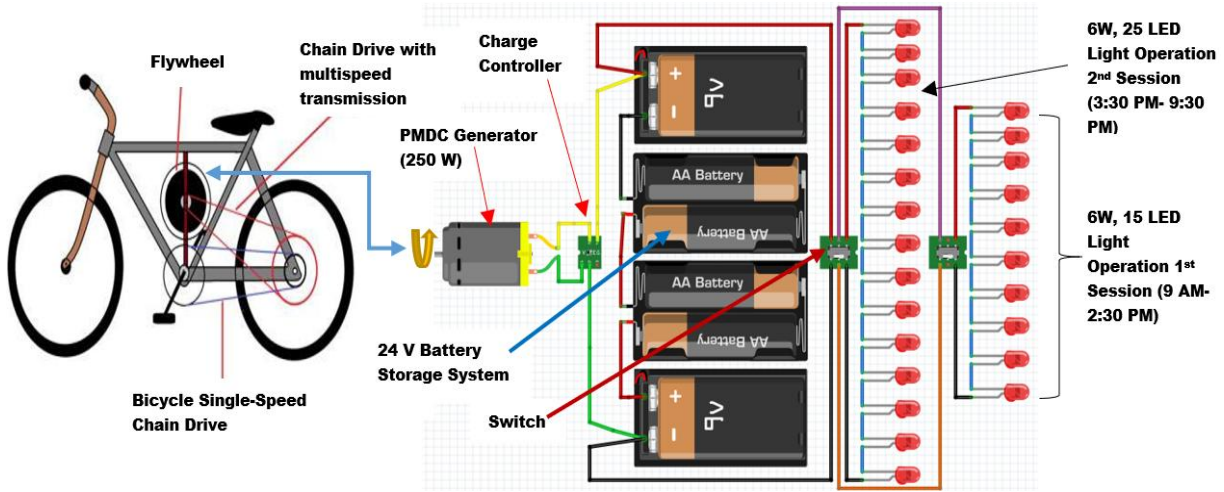 Flywheel
Chain Drive with
multispeed
transmission
Bicycle Single-Speed
Chain Drive
PMDC Generator
(250 W)
Charge
Controller
24 V Battery
Storage System
Switch
+
-
9V
AA Battery
AA Battery
AA Battery
AA Battery
+
-
9V
6W, 25 LED
Light Operation
2nd Session
(3:30 PM- 9:30
PM)
6W, 15 LED
Light
Operation 1st
Session (9 AM-
2:30 PM)